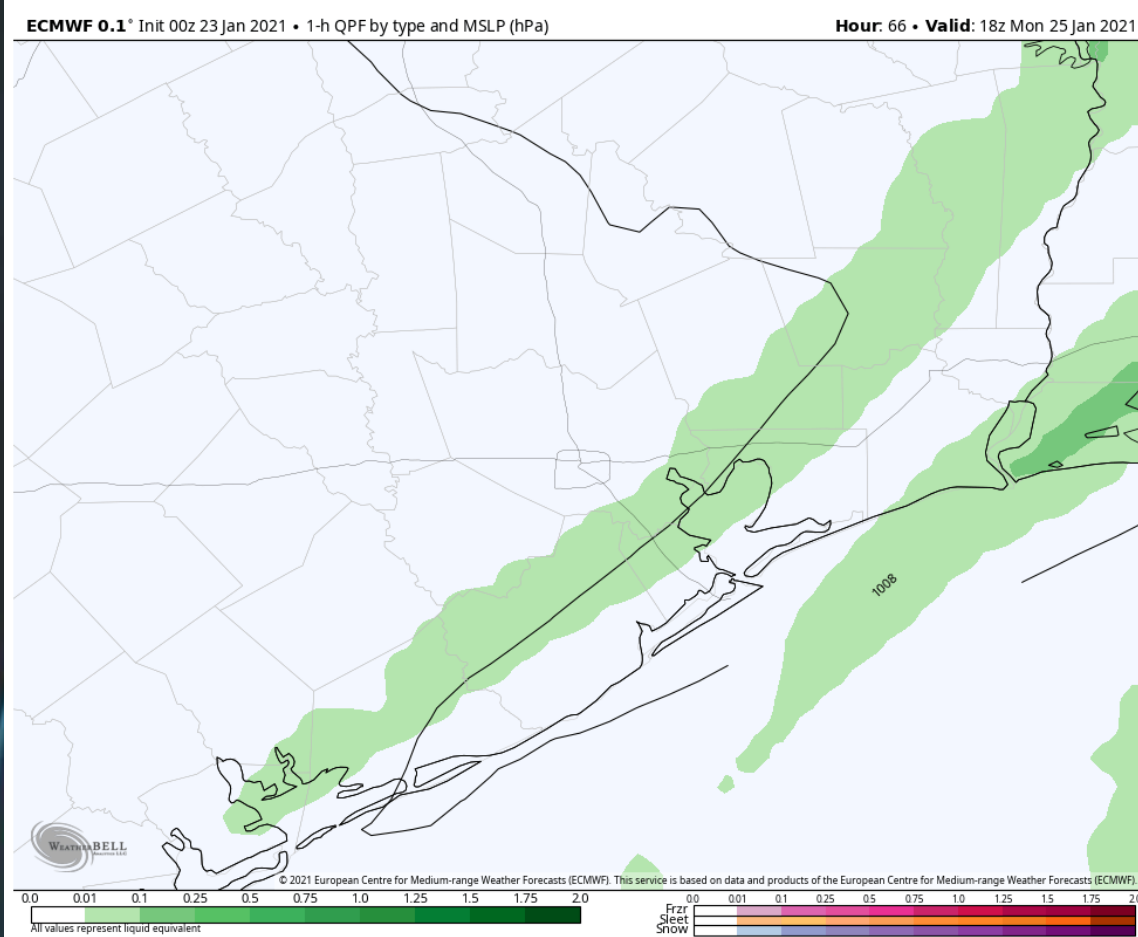 ECMWF 0.1° Init 00z 23 Jan 2021 • 1-h QPF by type and MSLP (hPa)
Hour: 66 • Valid: 18z Mon 25 Jan 2021
1008
WEATHERBELL
© 2021 European Centre for Medium-range Weather Forecasts (ECMWF). This service is based on data and products of the European Centre for Medium-range Weather Forecasts (ECMWF).
0.0 0.01 0.1 0.25 0.5 0.75 1.0 1.25 1.5 1.75 2.0
All values represent liquid equivalent
0.0 0.01 0.1 0.25 0.5 0.75 1.0 1.25 1.5 1.75
Frzr
Sleet
Snow